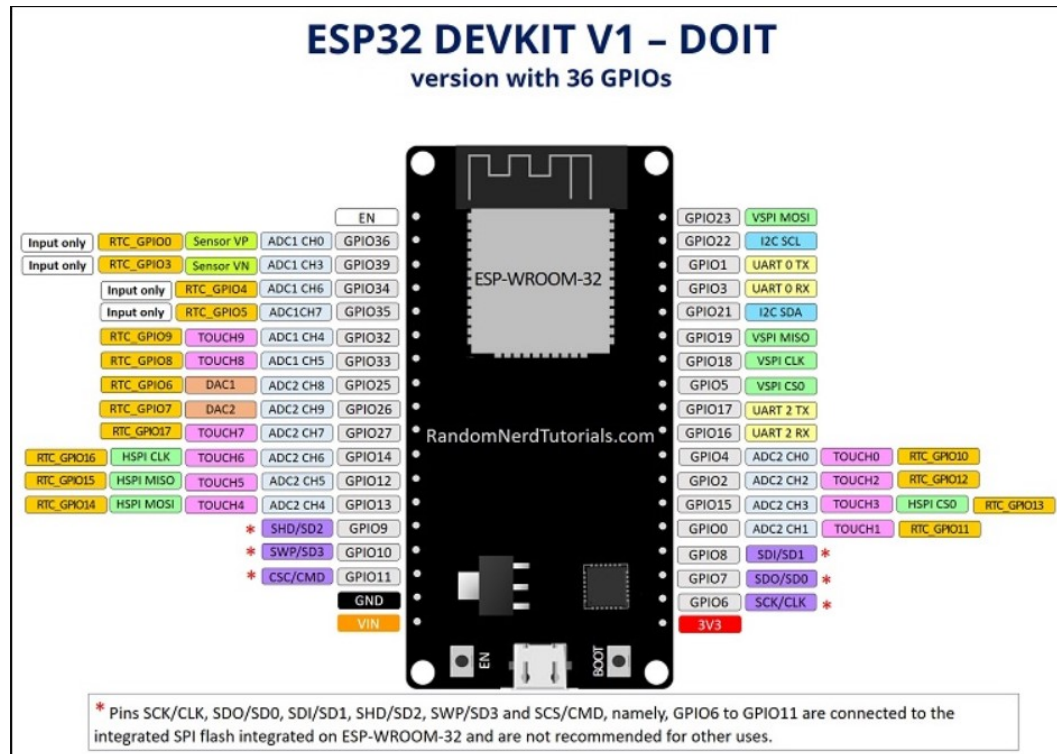 ESP32 DEVKIT V1 – DOIT
version with 36 GPIOs
EN
Input only RTC_GPIO0 Sensor VP ADC1 CH0 GPIO36
Input only RTC_GPIO3 Sensor VN ADC1 CH3 GPIO39
Input only RTC_GPIO4 ADC1 CH6 GPIO34
Input only RTC_GPIO5 ADC1CH7 GPIO35
RTC_GPIO9 TOUCH9 ADC1 CH4 GPIO32
RTC_GPIO8 TOUCH8 ADC1 CH5 GPIO33
RTC_GPIO6 DAC1 ADC2 CH8 GPIO25
RTC_GPIO7 DAC2 ADC2 CH9 GPIO26
RTC_GPIO17 TOUCH7 ADC2 CH7 GPIO27
RTC_GPIO16 HSPI CLK TOUCH6 ADC2 CH6 GPIO14
RTC_GPIO15 HSPI MISO TOUCH5 ADC2 CH5 GPIO12
RTC_GPIO14 HSPI MOSI TOUCH4 ADC2 CH4 GPIO13
* SHD/SD2 GPIO9
* SWP/SD3 GPIO10
* CSC/CMD GPIO11
GND
VIN
ESP-WROOM-32
RandomNerdTutorials.com
EN
BOOT
GPIO23 VSPI MOSI
GPIO22 I2C SCL
GPIO1 UART 0 TX
GPIO3 UART 0 RX
GPIO21 I2C SDA
GPIO19 VSPI MISO
GPIO18 VSPI CLK
GPIO5 VSPI CS0
GPIO17 UART 2 TX
GPIO16 UART 2 RX
GPIO4 ADC2 CH0 TOUCH0 RTC_GPIO10
GPIO2 ADC2 CH2 TOUCH2 RTC_GPIO12
GPIO15 ADC2 CH3 TOUCH3 HSPI CS0 RTC_GPIO13
GPIO0 ADC2 CH1 TOUCH1 RTC_GPIO11
GPIO8 SDI/SD1 *
GPIO7 SDO/SD0 *
GPIO6 SCK/CLK *
3V3
* Pins SCK/CLK, SDO/SD0, SDI/SD1, SHD/SD2, SWP/SD3 and SCS/CMD, namely, GPIO6 to GPIO11 are connected to the
integrated SPI flash integrated on ESP-WROOM-32 and are not recommended for other uses.